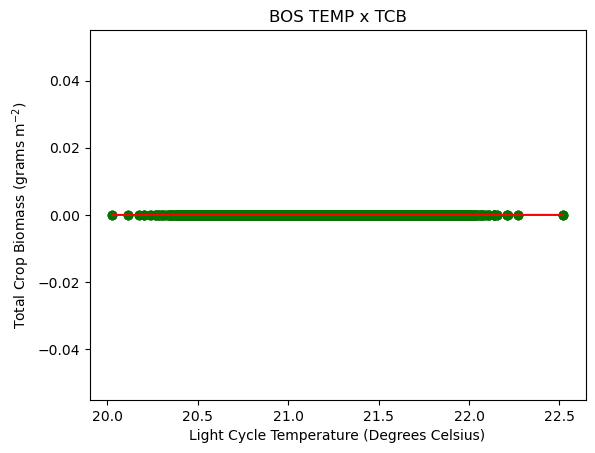 BOS TEMP x TCB
Total Crop Biomass (grams m⁻²)
0.04
0.02
0.00
−0.02
−0.04
20.0 20.5 21.0 21.5 22.0 22.5
Light Cycle Temperature (Degrees Celsius)